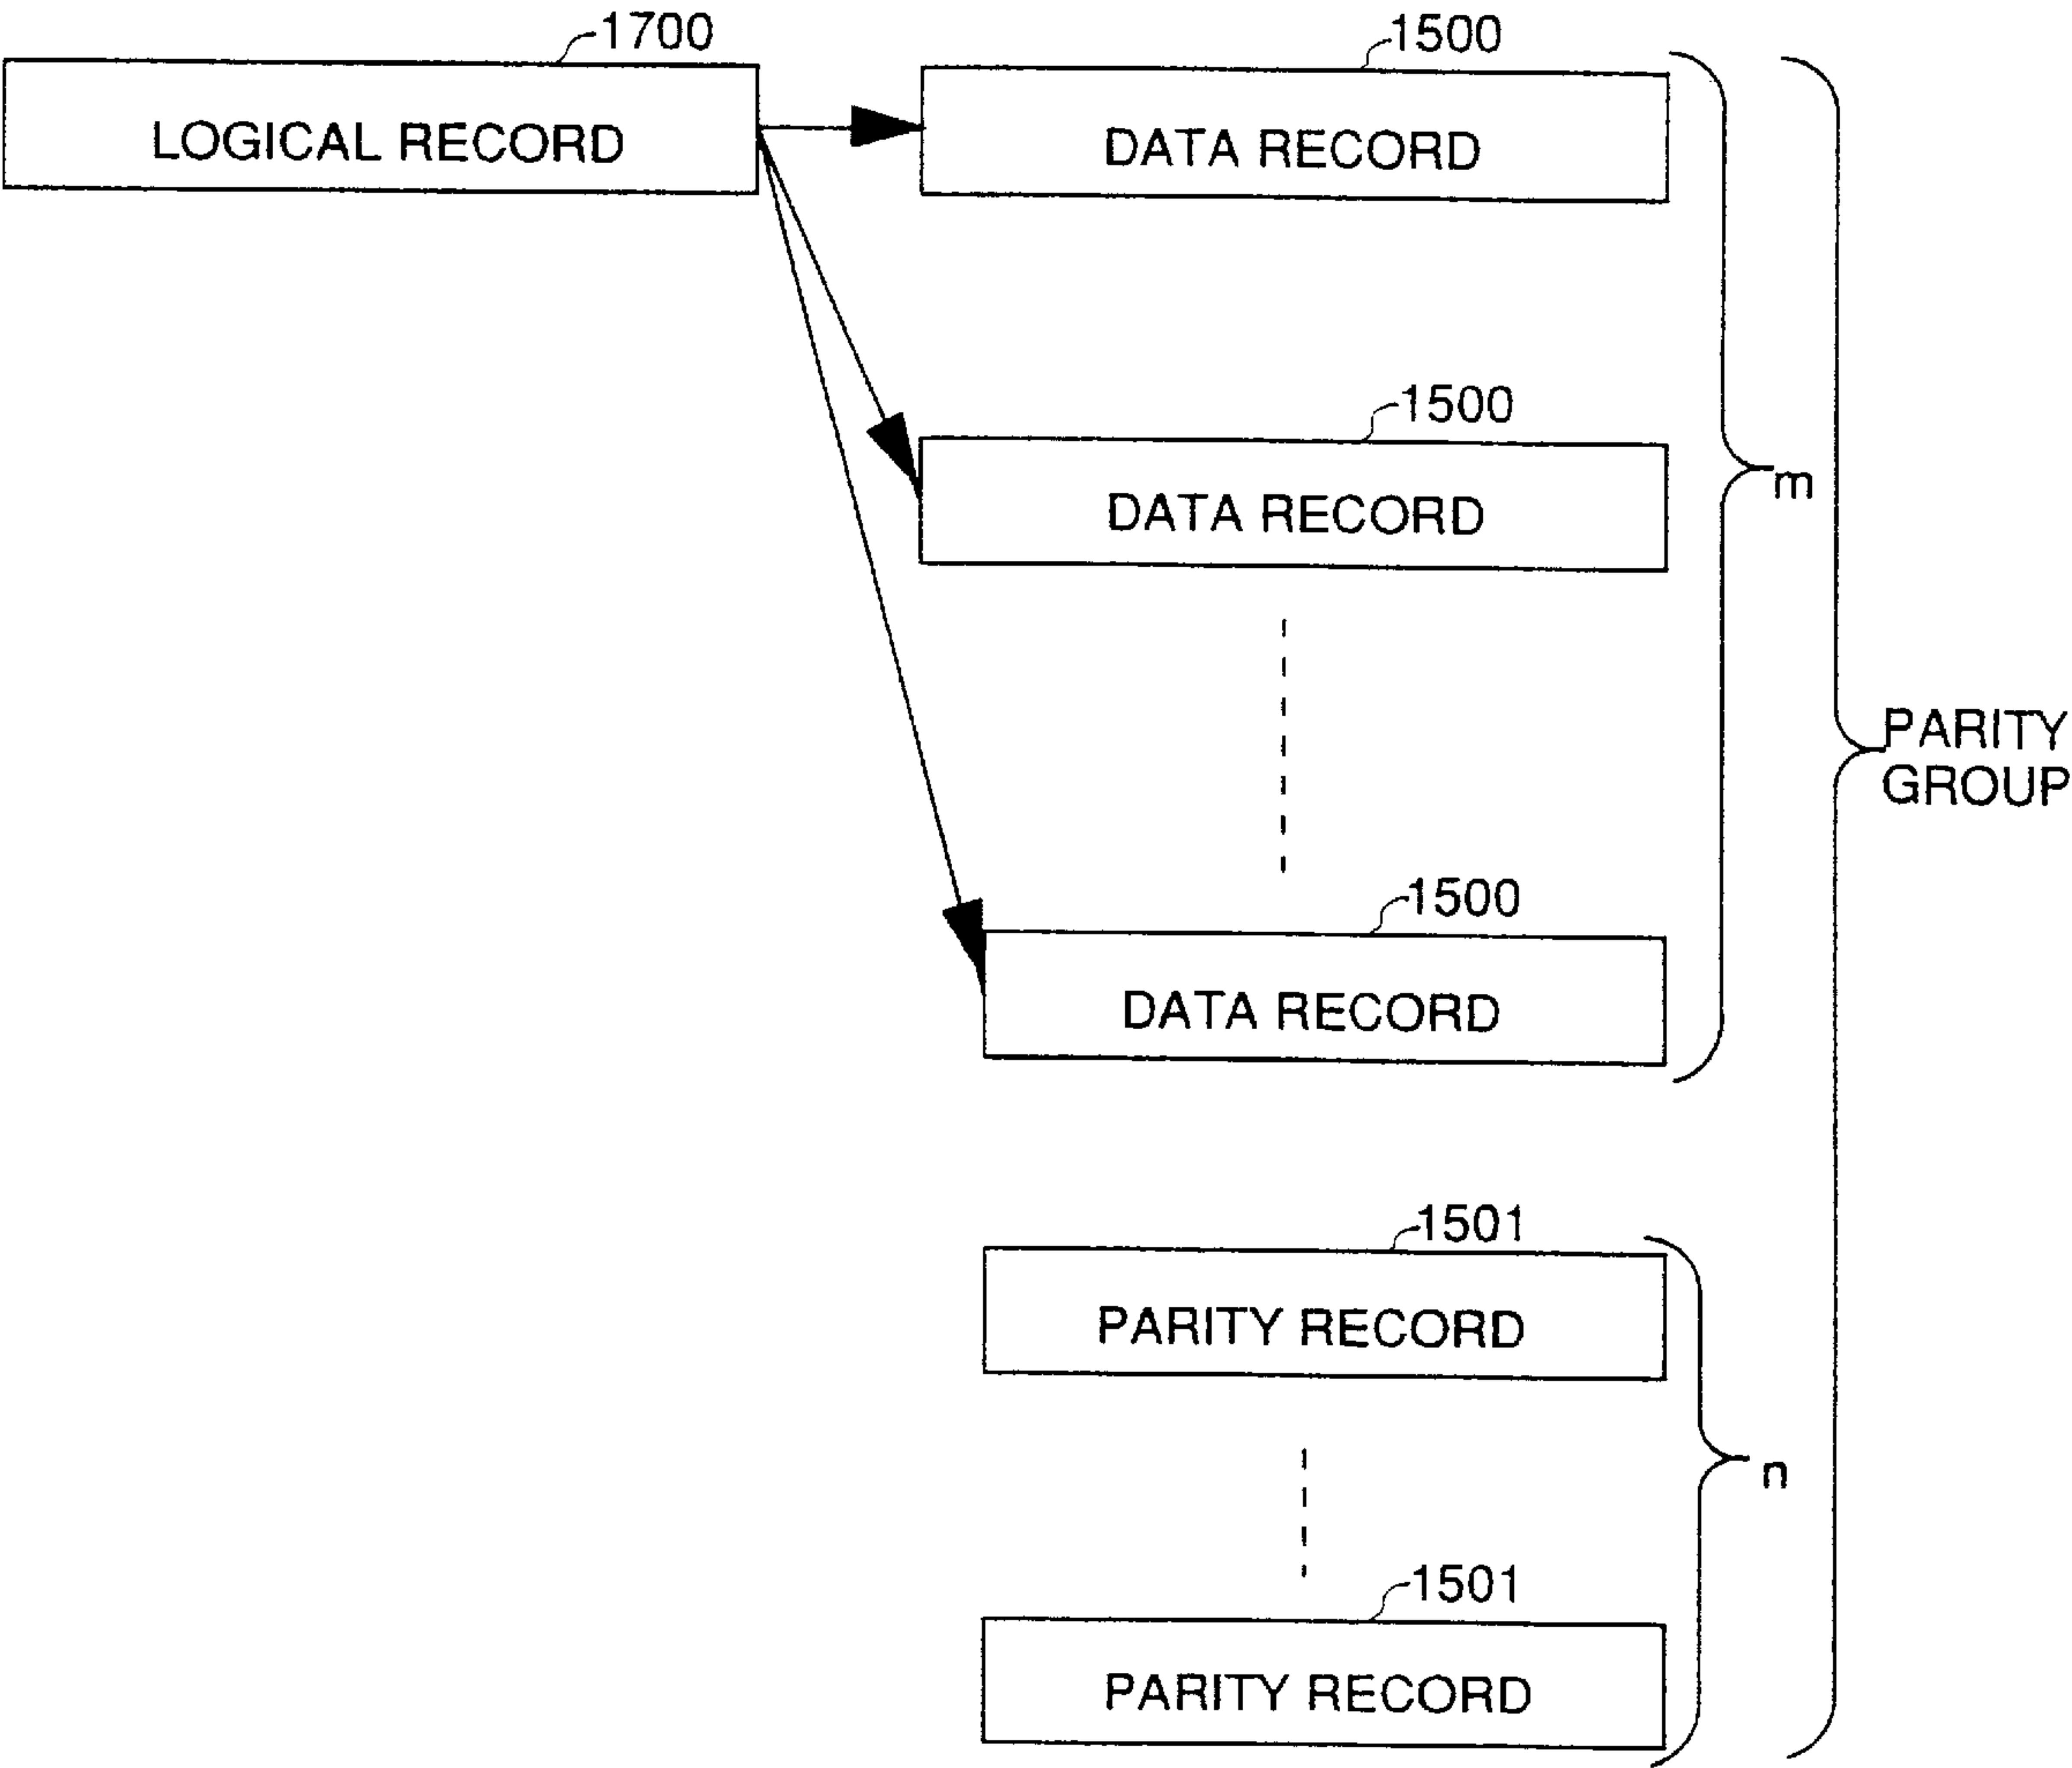 1700
LOGICAL RECORD
1500
DATA RECORD
1500
DATA RECORD
m
PARITY
GROUP
1500
DATA RECORD
1501
PARITY RECORD
n
1501
PARITY RECORD